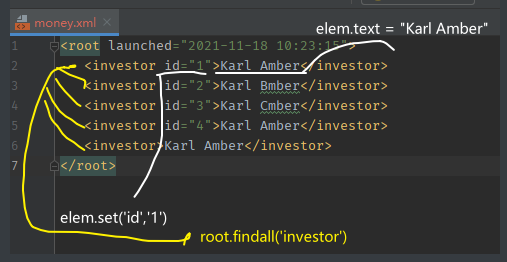 money.xml
elem.text = "Karl Amber"
1 <root launched="2021-11-18 10:23:15">
2 <investor id="1">Karl Amber</investor>
3 <investor id="2">Karl Bmber</investor>
4 <investor id="3">Karl Cmber</investor>
5 <investor id="4">Karl Amber</investor>
6 <investor>Karl Amber</investor>
7 </root>
elem.set('id','1')
root.findall('investor')